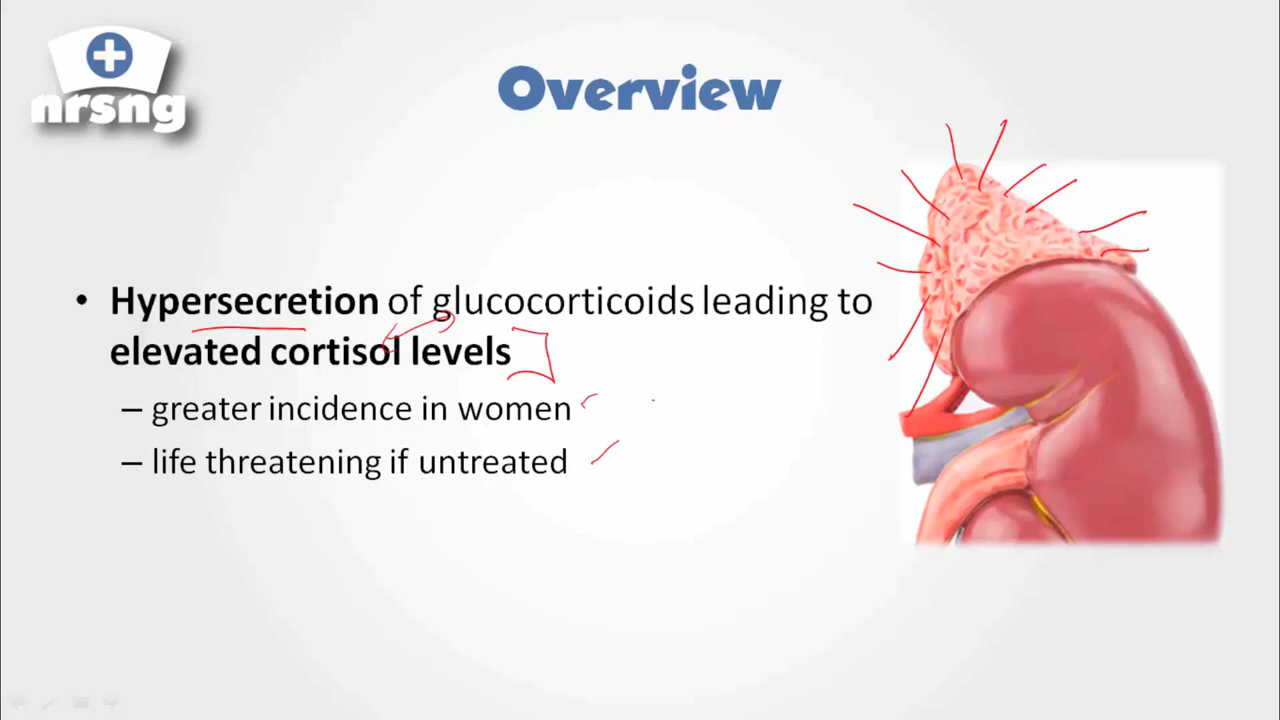 nrsng
Overview
• Hypersecretion of glucocorticoids leading to
elevated cortisol levels
– greater incidence in women
– life threatening if untreated